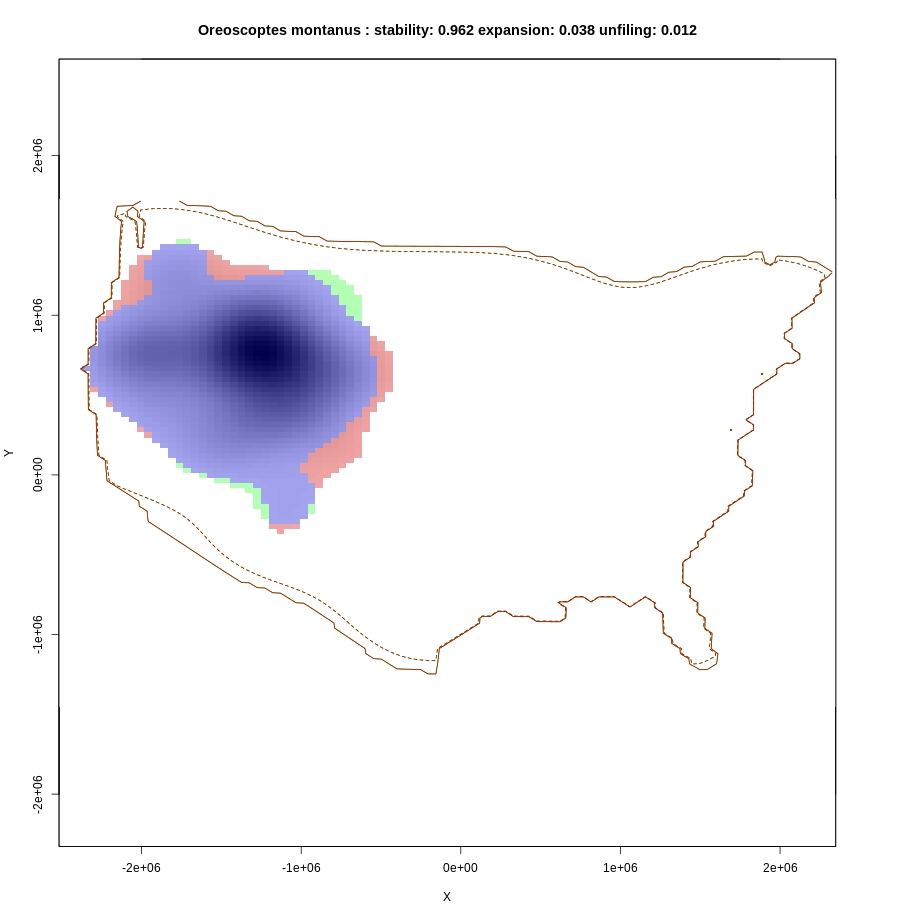 Oreoscoptes montanus : stability: 0.962 expansion: 0.038 unfiling: 0.012
2e+06
1e+06
0e+00
-1e+06
-2e+06
Y
-2e+06 -1e+06 0e+00 1e+06 2e+06
X